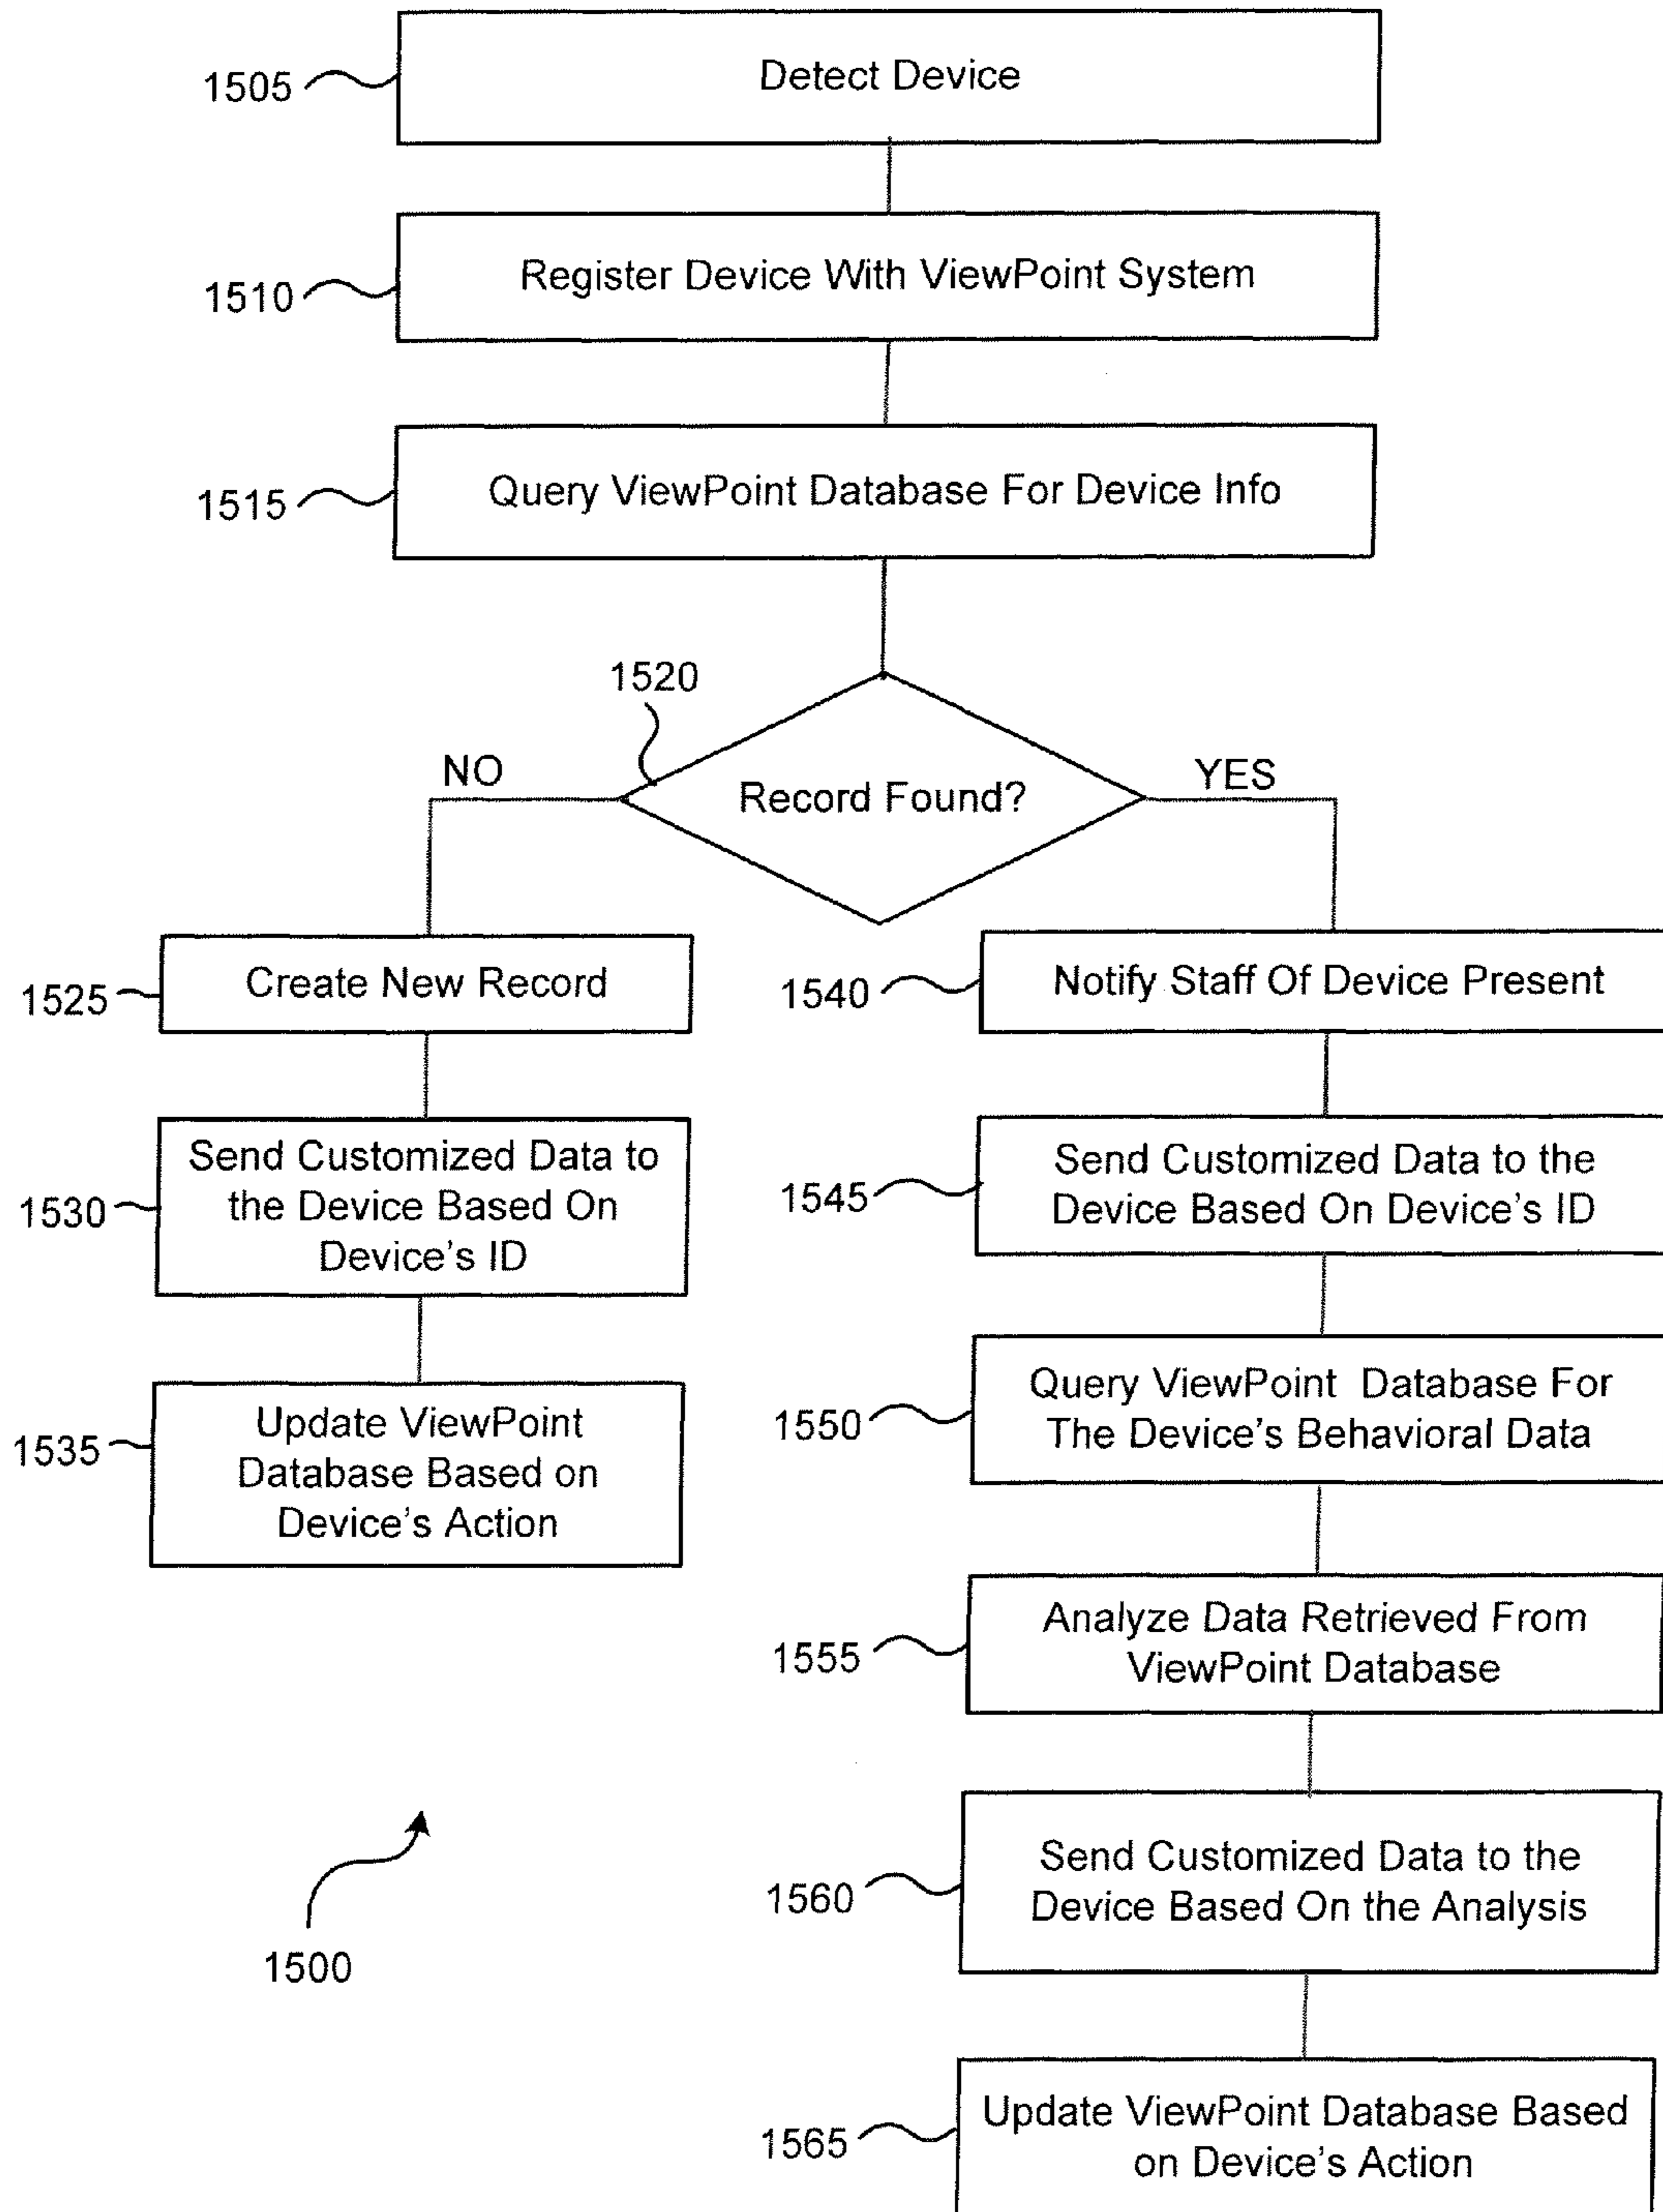 1505
Detect Device
1510
Register Device With ViewPoint System
1515
Query ViewPoint Database For Device Info
1520
NO
Record Found?
YES
1525
Create New Record
1530
Send Customized Data to
the Device Based On
Device's ID
1535
Update ViewPoint
Database Based on
Device's Action
1540
Notify Staff Of Device Present
1545
Send Customized Data to the
Device Based On Device's ID
1550
Query ViewPoint Database For
The Device's Behavioral Data
1555
Analyze Data Retrieved From
ViewPoint Database
1560
Send Customized Data to the
Device Based On the Analysis
1565
Update ViewPoint Database Based
on Device's Action
1500